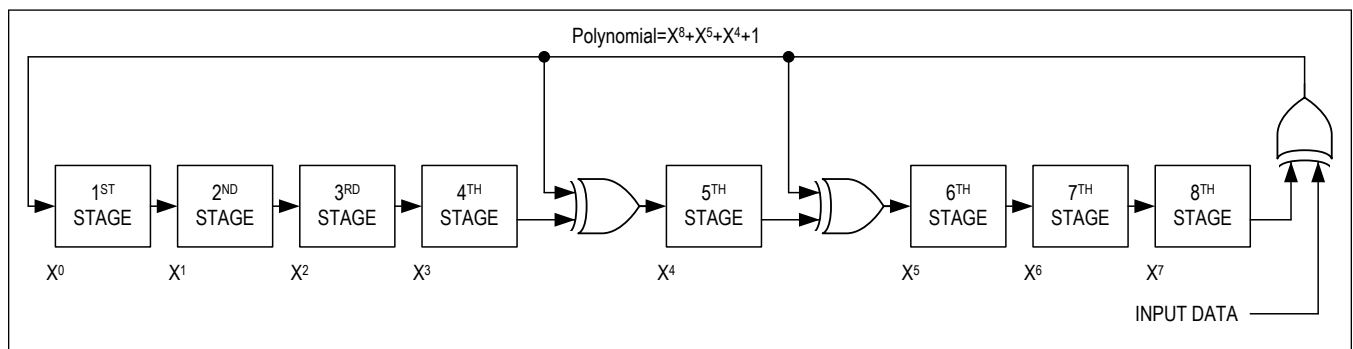 Polynomial=X⁸+X⁵+X⁴+1
1ST STAGE
2ND STAGE
3RD STAGE
4TH STAGE
5TH STAGE
6TH STAGE
7TH STAGE
8TH STAGE
X⁰
X¹
X²
X³
X⁴
X⁵
X⁶
X⁷
INPUT DATA